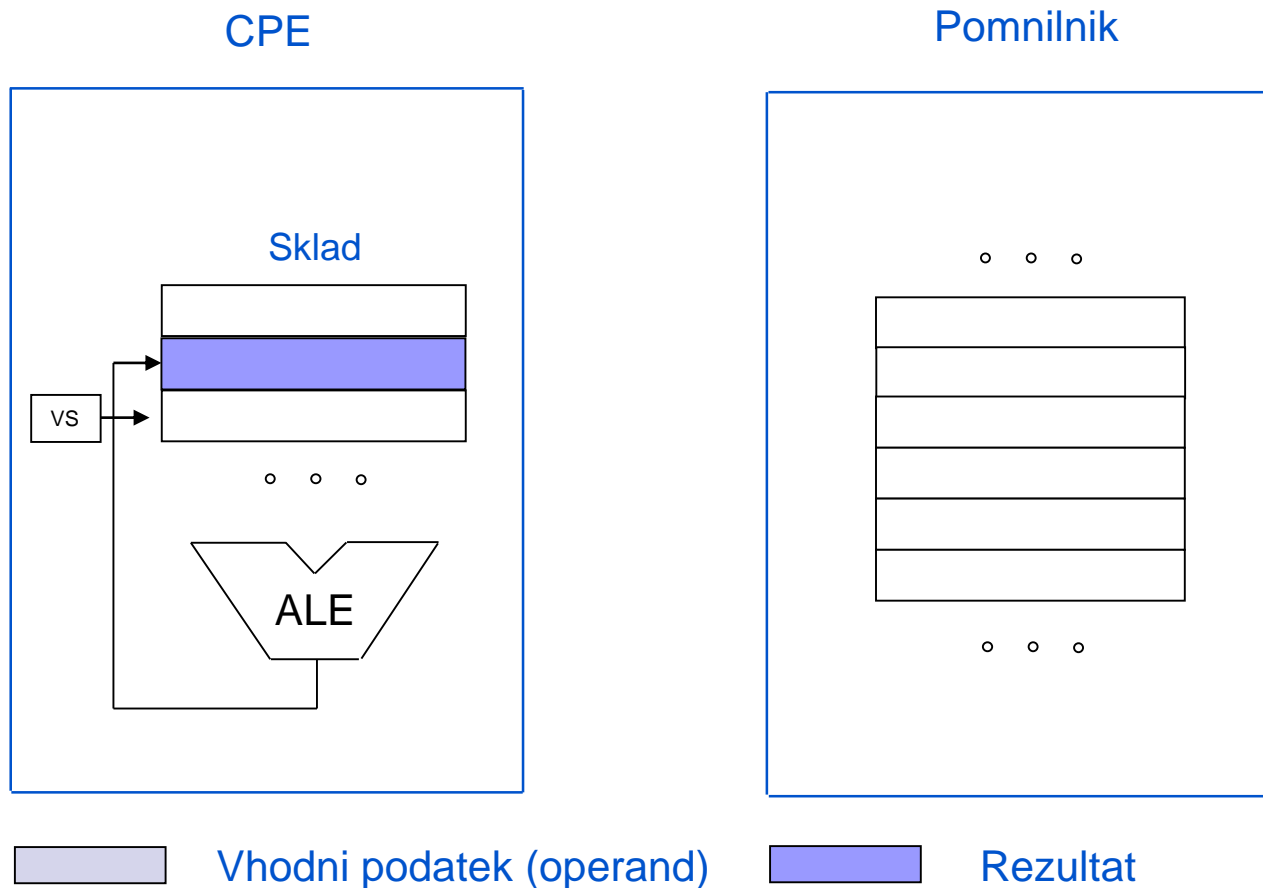 CPE
Pomnilnik
Sklad
VS
ALE
Vhodni podatek (operand)
Rezultat